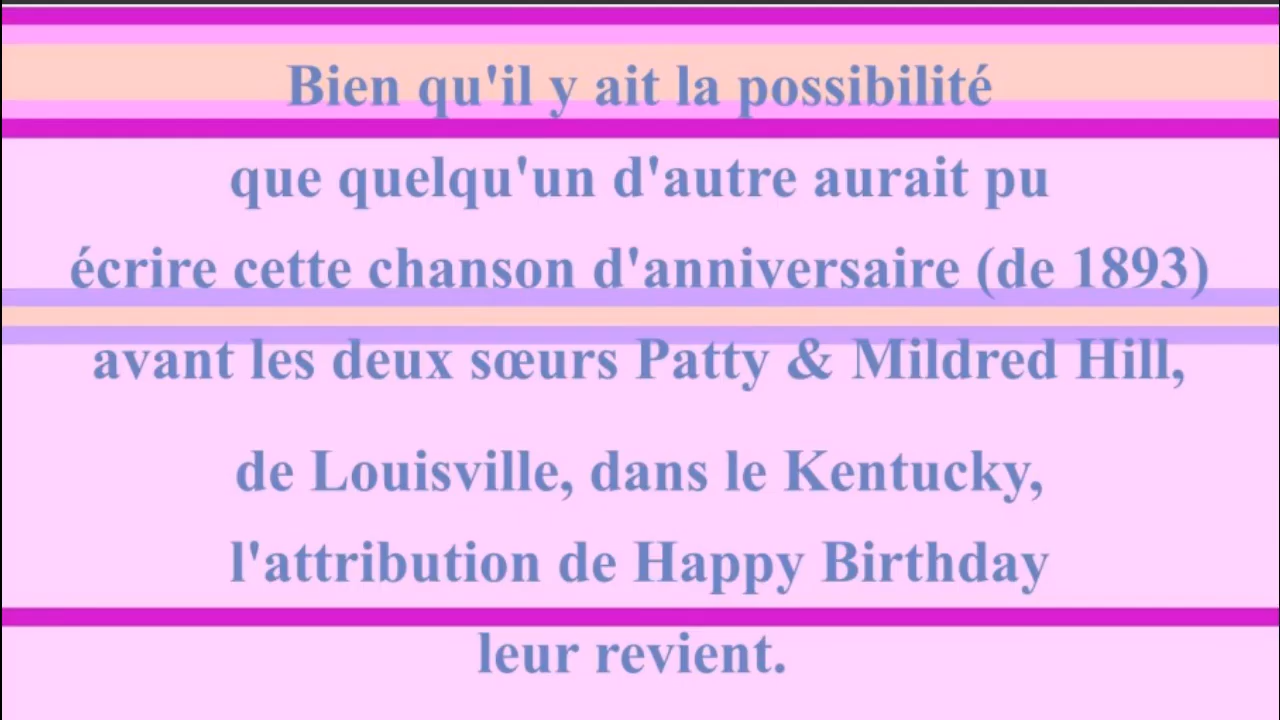 Bien qu'il y ait la possibilité
que quelqu'un d'autre aurait pu
écrire cette chanson d'anniversaire (de 1893)
avant les deux sœurs Patty & Mildred Hill,
de Louisville, dans le Kentucky,
l'attribution de Happy Birthday
leur revient.